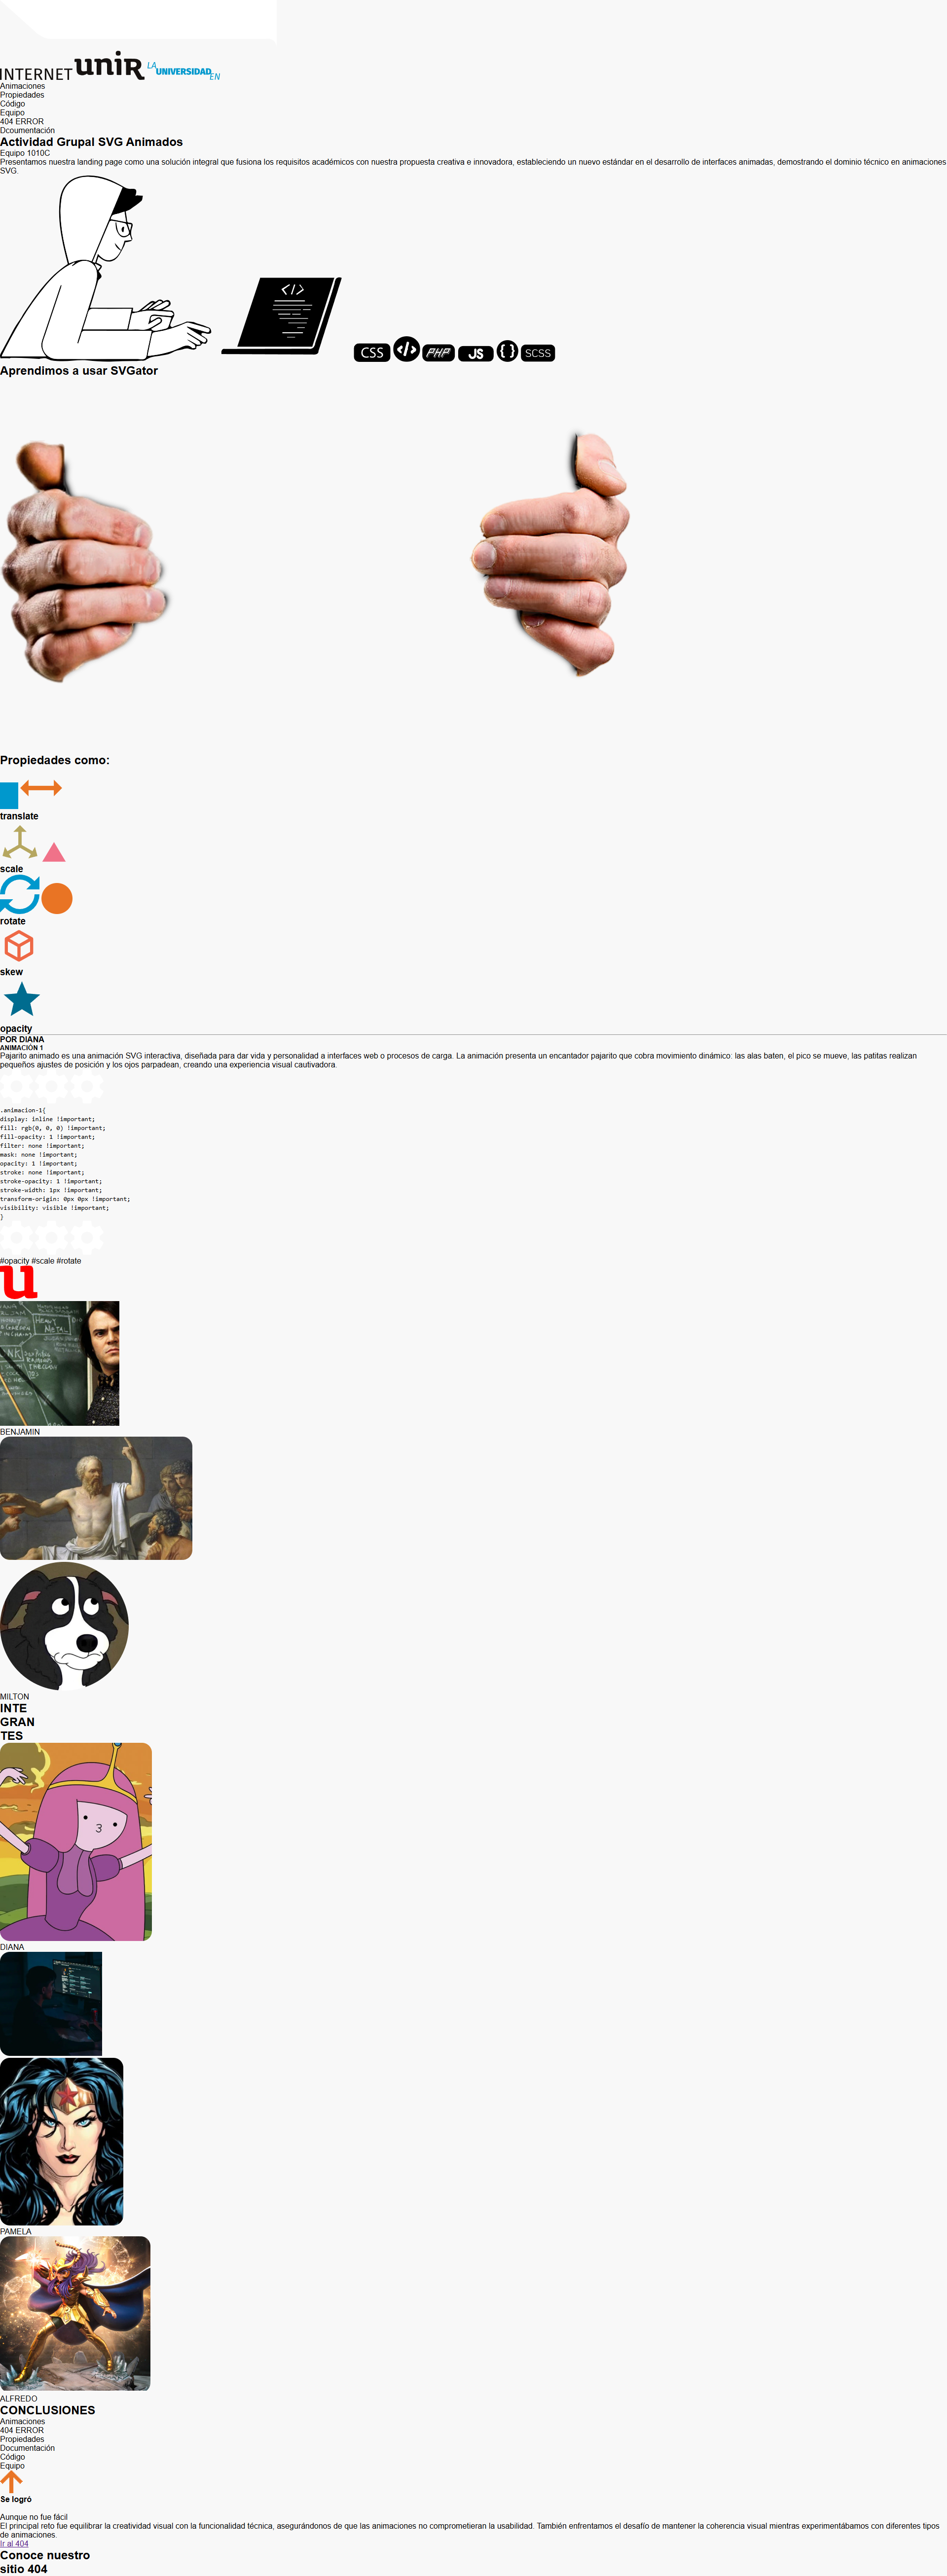 INTERNET unir LA UNIVERSIDAD EN
Animaciones
Propiedades
Código
Equipo
404 ERROR
Dcoumentación
Actividad Grupal SVG Animados
Equipo 1010C
Presentamos nuestra landing page como una solución integral que fusiona los requisitos académicos con nuestra propuesta creativa e innovadora, estableciendo un nuevo estándar en el desarrollo de interfaces animadas, demostrando el dominio técnico en animaciones
SVG.
</>
CSS </> PHP JS { } SCSS
Aprendimos a usar SVGator
Propiedades como:
translate
scale
rotate
skew
opacity
POR DIANA
ANIMACIÓN 1
Pajarito animado es una animación SVG interactiva, diseñada para dar vida y personalidad a interfaces web o procesos de carga. La animación presenta un encantador pajarito que cobra movimiento dinámico: las alas baten, el pico se mueve, las patitas realizan
pequeños ajustes de posición y los ojos parpadean, creando una experiencia visual cautivadora.
.animacion-1{
display: inline !important;
fill: rgb(0, 0, 0) !important;
fill-opacity: 1 !important;
filter: none !important;
mask: none !important;
opacity: 1 !important;
stroke: none !important;
stroke-opacity: 1 !important;
stroke-width: 1px !important;
transform-origin: 0px 0px !important;
visibility: visible !important;
}
#opacity #scale #rotate
u
HEAVY
METAL
BENJAMIN
MILTON
INTE
GRAN
TES
DIANA
PAMELA
ALFREDO
CONCLUSIONES
Animaciones
404 ERROR
Propiedades
Documentación
Código
Equipo
Se logró
Aunque no fue fácil
El principal reto fue equilibrar la creatividad visual con la funcionalidad técnica, asegurándonos de que las animaciones no comprometieran la usabilidad. También enfrentamos el desafío de mantener la coherencia visual mientras experimentábamos con diferentes tipos
de animaciones.
Ir al 404
Conoce nuestro
sitio 404